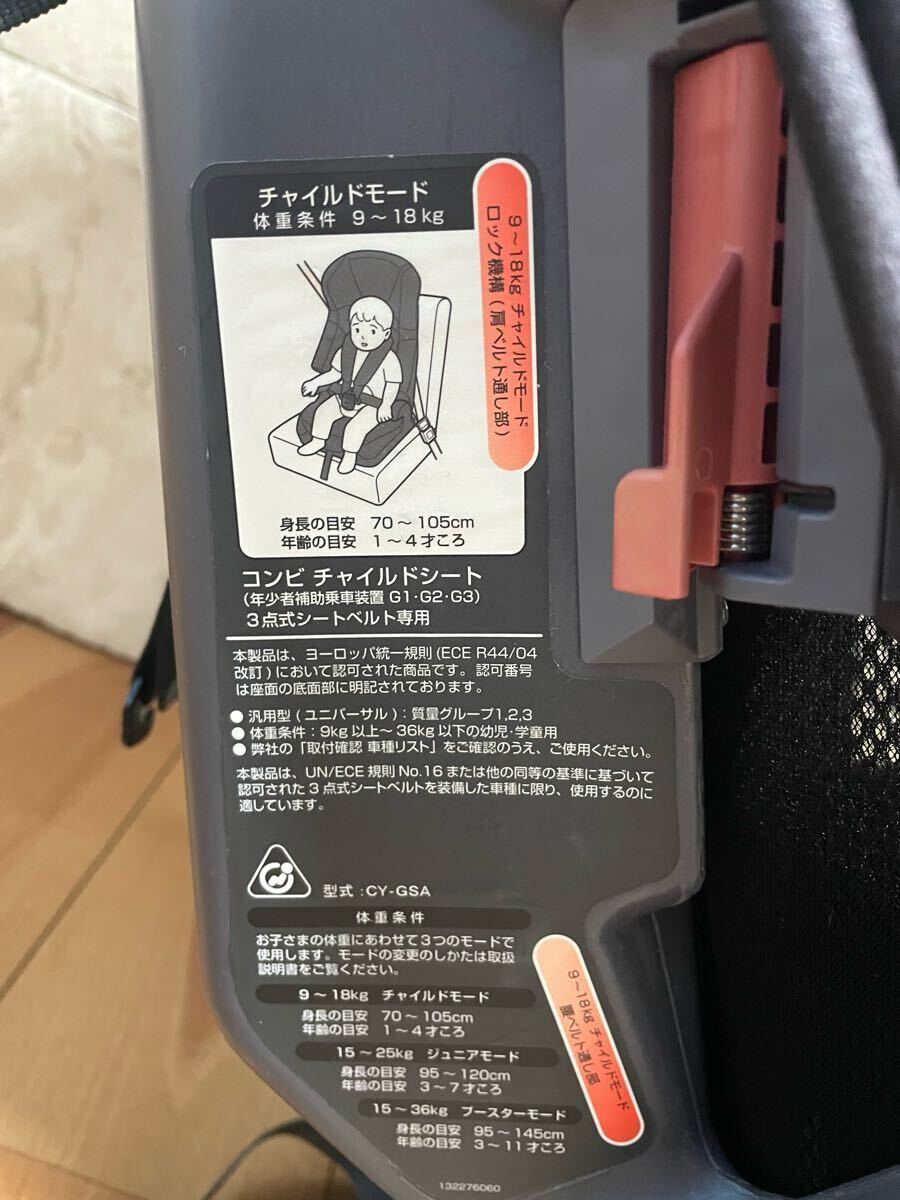 チャイルドモード
体重条件 9～18kg
9～18kg チャイルドモード
ロック機構(肩ベルト通し部)
身長の目安 70～105cm
年齢の目安 1～4才ころ
コンビ チャイルドシート
(年少者補助乗車装置 G1・G2・G3)
3点式シートベルト専用
本製品は、ヨーロッパ統一規則(ECE R44/04
改訂)において認可された商品です。認可番号
は座面の底面部に明記されております。
●汎用型(ユニバーサル):質量グループ1,2,3
●体重条件:9kg以上～36kg以下の幼児・学童用
●弊社の「取付確認 車種リスト」をご確認のうえ、ご使用ください。
本製品は、UN/ECE規則No.16または他の同等の基準に基づいて
認可された3点式シートベルトを装備した車種に限り、使用するのに
適しています。
型式:CY-GSA
体重条件
お子さまの体重にあわせて3つのモードで
使用します。モードの変更のしかたは取扱
説明書をご覧ください。
9～18kg チャイルドモード
身長の目安 70～105cm
年齢の目安 1～4才ころ
15～25kg ジュニアモード
身長の目安 95～120cm
年齢の目安 3～7才ころ
15～36kg ブースターモード
身長の目安 95～145cm
年齢の目安 3～11才ころ
9～18kg チャイルドモード
腰ベルト通し部
132276060